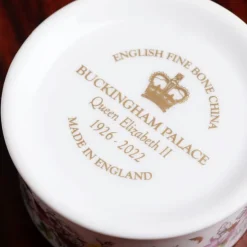 ENGLISH FINE BONE CHINA
BUCKINGHAM PALACE
Queen Elizabeth II
1926 - 2022
MADE IN ENGLAND